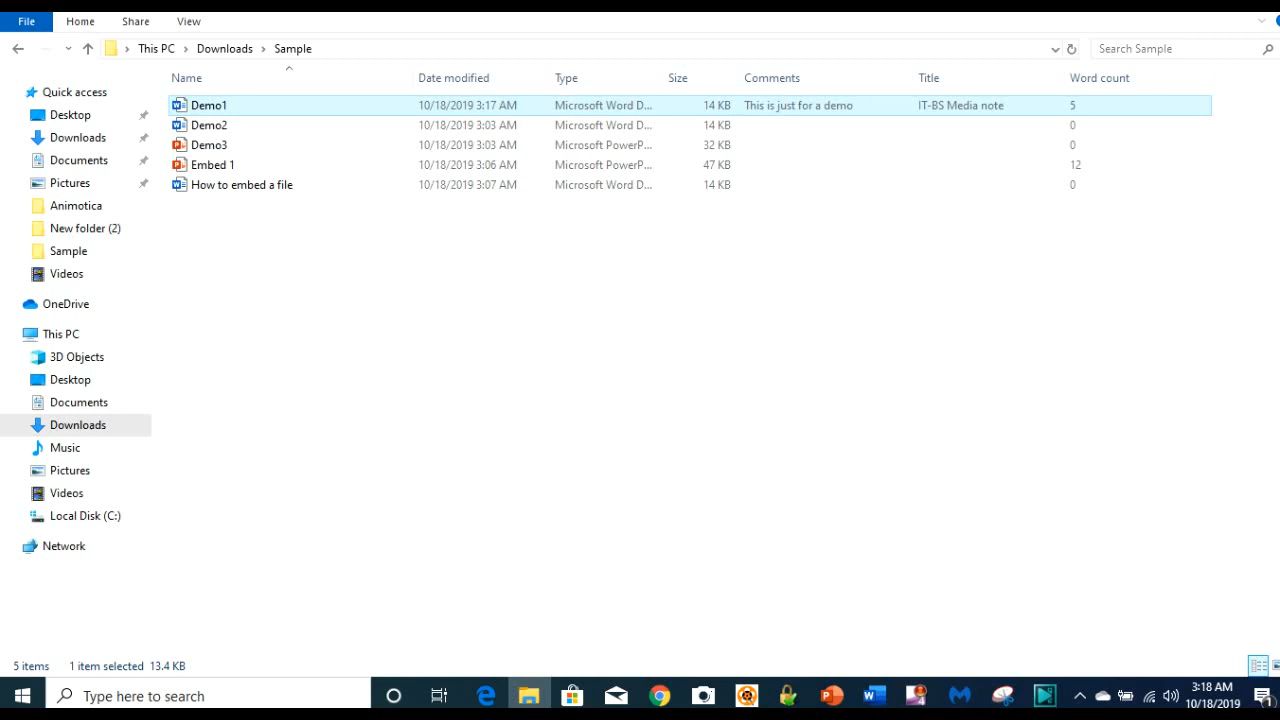 File Home Share View
This PC Downloads Sample Search Sample
Name Date modified Type Size Comments Title Word count
Quick access
Desktop
Downloads
Documents
Pictures
Animotica
New folder (2)
Sample
Videos
OneDrive
This PC
3D Objects
Desktop
Documents
Downloads
Music
Pictures
Videos
Local Disk (C:)
Network
Demo1 10/18/2019 3:17 AM Microsoft Word D... 14 KB This is just for a demo IT-BS Media note 5
Demo2 10/18/2019 3:03 AM Microsoft Word D... 14 KB 0
Demo3 10/18/2019 3:03 AM Microsoft PowerP... 32 KB 0
Embed 1 10/18/2019 3:06 AM Microsoft PowerP... 47 KB 12
How to embed a file 10/18/2019 3:07 AM Microsoft Word D... 14 KB 0
5 items 1 item selected 13.4 KB
Type here to search 3:18 AM
10/18/2019